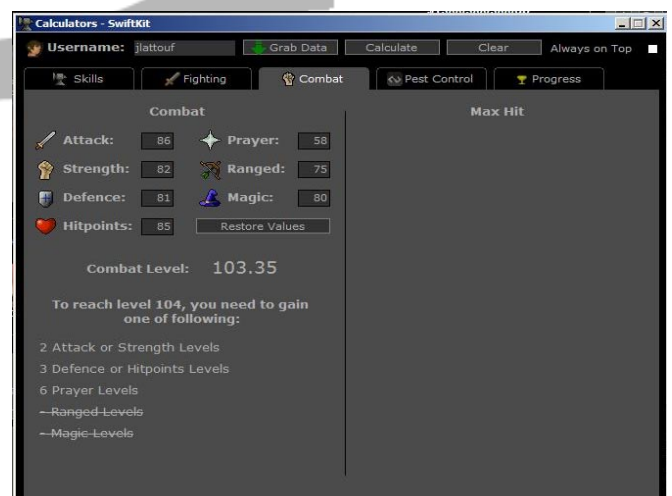 Calculators - SwiftKit
Username: jlattouf Grab Data Calculate Clear Always on Top
Skills Fighting Combat Pest Control Progress
Combat
Max Hit
Attack: 86 Prayer: 58
Strength: 82 Ranged: 75
Defence: 81 Magic: 80
Hitpoints: 85 Restore Values
Combat Level: 103.35
To reach level 104, you need to gain
one of following:
2 Attack or Strength Levels
3 Defence or Hitpoints Levels
6 Prayer Levels
- Ranged Levels
- Magic Levels